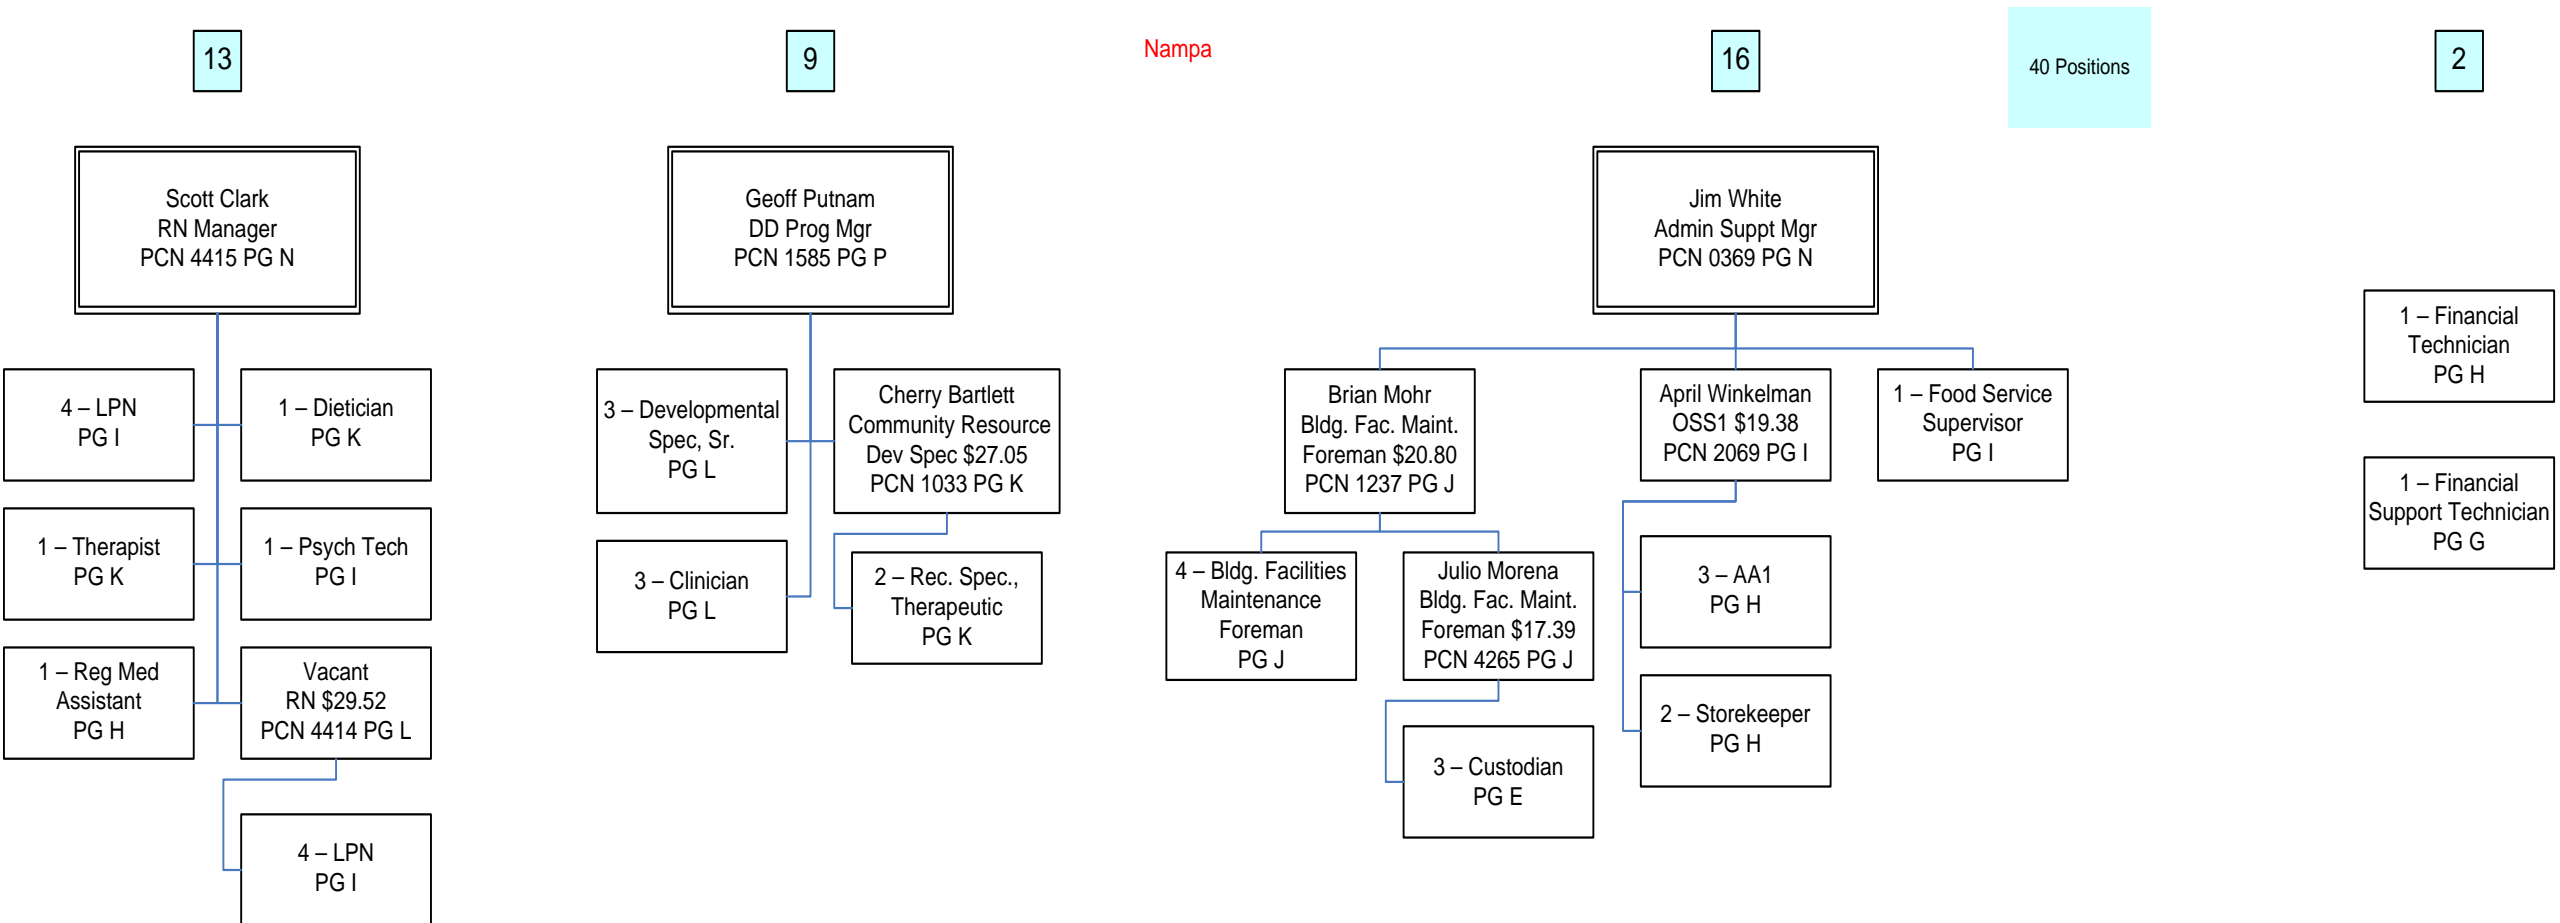 13
9
Nampa
16
40 Positions
2
Scott Clark
RN Manager
PCN 4415 PG N
Geoff Putnam
DD Prog Mgr
PCN 1585 PG P
Jim White
Admin Suppt Mgr
PCN 0369 PG N
1 – Financial
Technician
PG H
1 – Financial
Support Technician
PG G
4 – LPN
PG I
1 – Dietician
PG K
1 – Therapist
PG K
1 – Psych Tech
PG I
1 – Reg Med
Assistant
PG H
Vacant
RN $29.52
PCN 4414 PG L
4 – LPN
PG I
3 – Developmental
Spec, Sr.
PG L
Cherry Bartlett
Community Resource
Dev Spec $27.05
PCN 1033 PG K
3 – Clinician
PG L
2 – Rec. Spec.,
Therapeutic
PG K
Brian Mohr
Bldg. Fac. Maint.
Foreman $20.80
PCN 1237 PG J
April Winkelman
OSS1 $19.38
PCN 2069 PG I
1 – Food Service
Supervisor
PG I
4 – Bldg. Facilities
Maintenance
Foreman
PG J
Julio Morena
Bldg. Fac. Maint.
Foreman $17.39
PCN 4265 PG J
3 – AA1
PG H
2 – Storekeeper
PG H
3 – Custodian
PG E